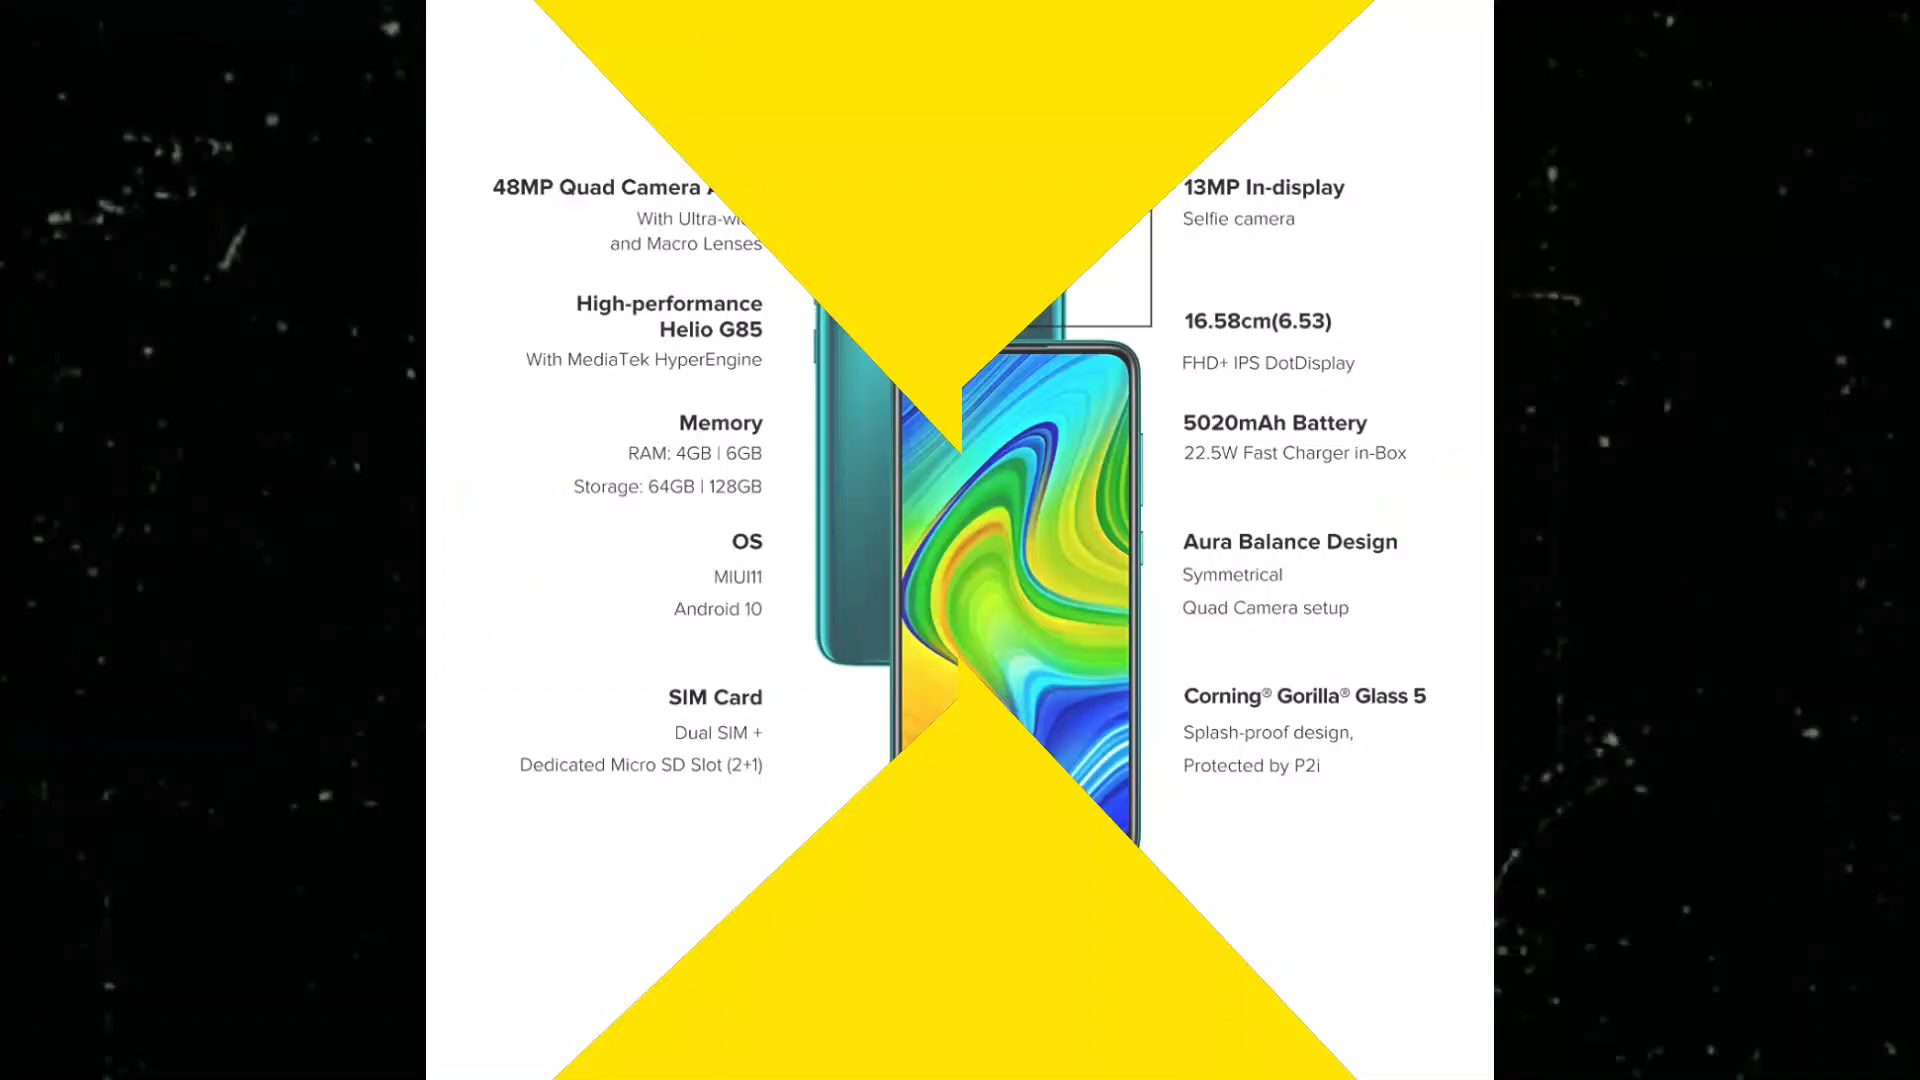 48MP Quad Camera
With
and Macro Lenses
High-performance
Helio G85
With MediaTek HyperEngine
Memory
RAM: 4GB | 6GB
Storage: 64GB | 128GB
OS
MIUI11
Android 10
SIM Card
Dual SIM +
Dedicated Micro SD Slot (2+1)
13MP In-display
Selfie camera
16.58cm(6.53)
FHD+ IPS DotDisplay
5020mAh Battery
22.5W Fast Charger in-Box
Aura Balance Design
Symmetrical
Quad Camera setup
Corning® Gorilla® Glass 5
Splash-proof design,
Protected by P2i